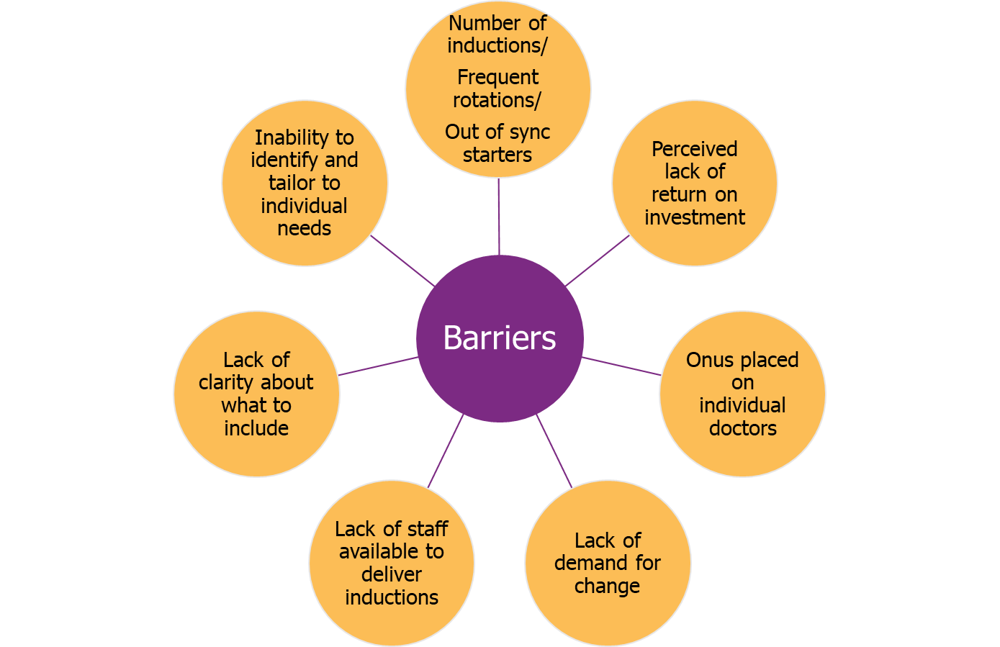 Number of
inductions/
Frequent
rotations/
Out of sync
starters
Perceived
lack of
return on
investment
Onus placed
on
individual
doctors
Lack of
demand for
change
Lack of staff
available to
deliver
inductions
Lack of
clarity about
what to
include
Inability to
identify and
tailor to
individual
needs
Barriers